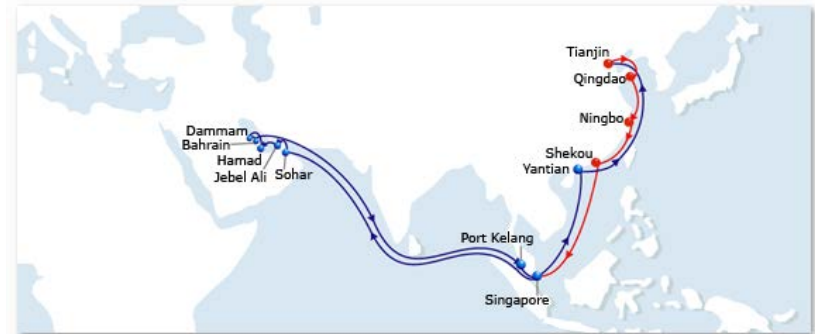 Tianjin
Qingdao
Ningbo
Shekou
Yantian
Dammam
Bahrain
Hamad
Jebel Ali
Sohar
Port Kelang
Singapore